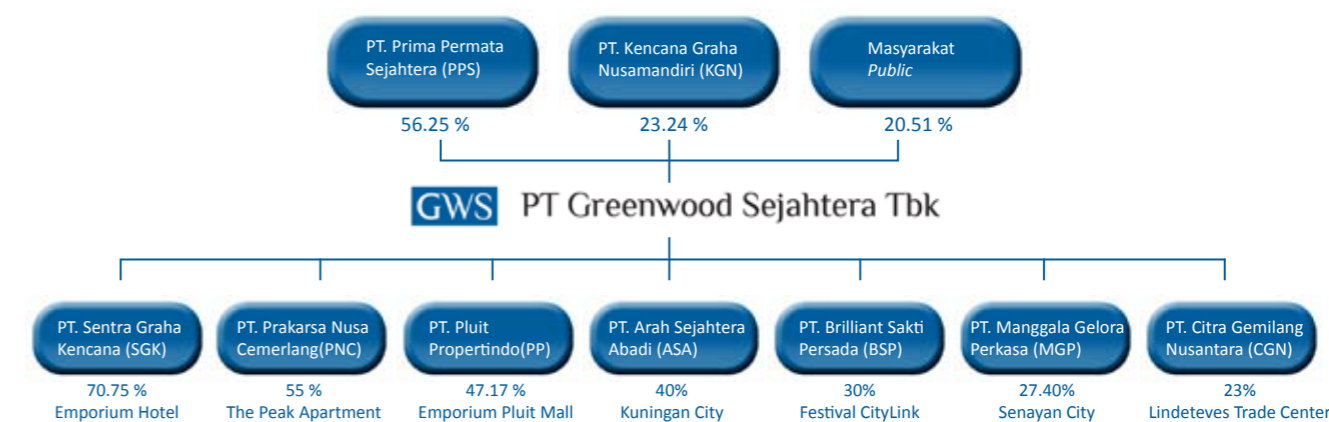 PT. Prima Permata
Sejahtera (PPS)
PT. Kencana Graha
Nusamandiri (KGN)
Masyarakat
Public
56.25 %
23.24 %
20.51 %
GWS PT Greenwood Sejahtera Tbk
PT. Sentra Graha
Kencana (SGK)
PT. Prakarsa Nusa
Cemerlang(PNC)
PT. Pluit
Propertindo(PP)
PT. Arah Sejahtera
Abadi (ASA)
PT. Brilliant Sakti
Persada (BSP)
PT. Manggala Gelora
Perkasa (MGP)
PT. Citra Gemilang
Nusantara (CGN)
70.75 %
Emporium Hotel
55 %
The Peak Apartment
47.17 %
Emporium Pluit Mall
40%
Kuningan City
30%
Festival CityLink
27.40%
Senayan City
23%
Lindeteves Trade Center